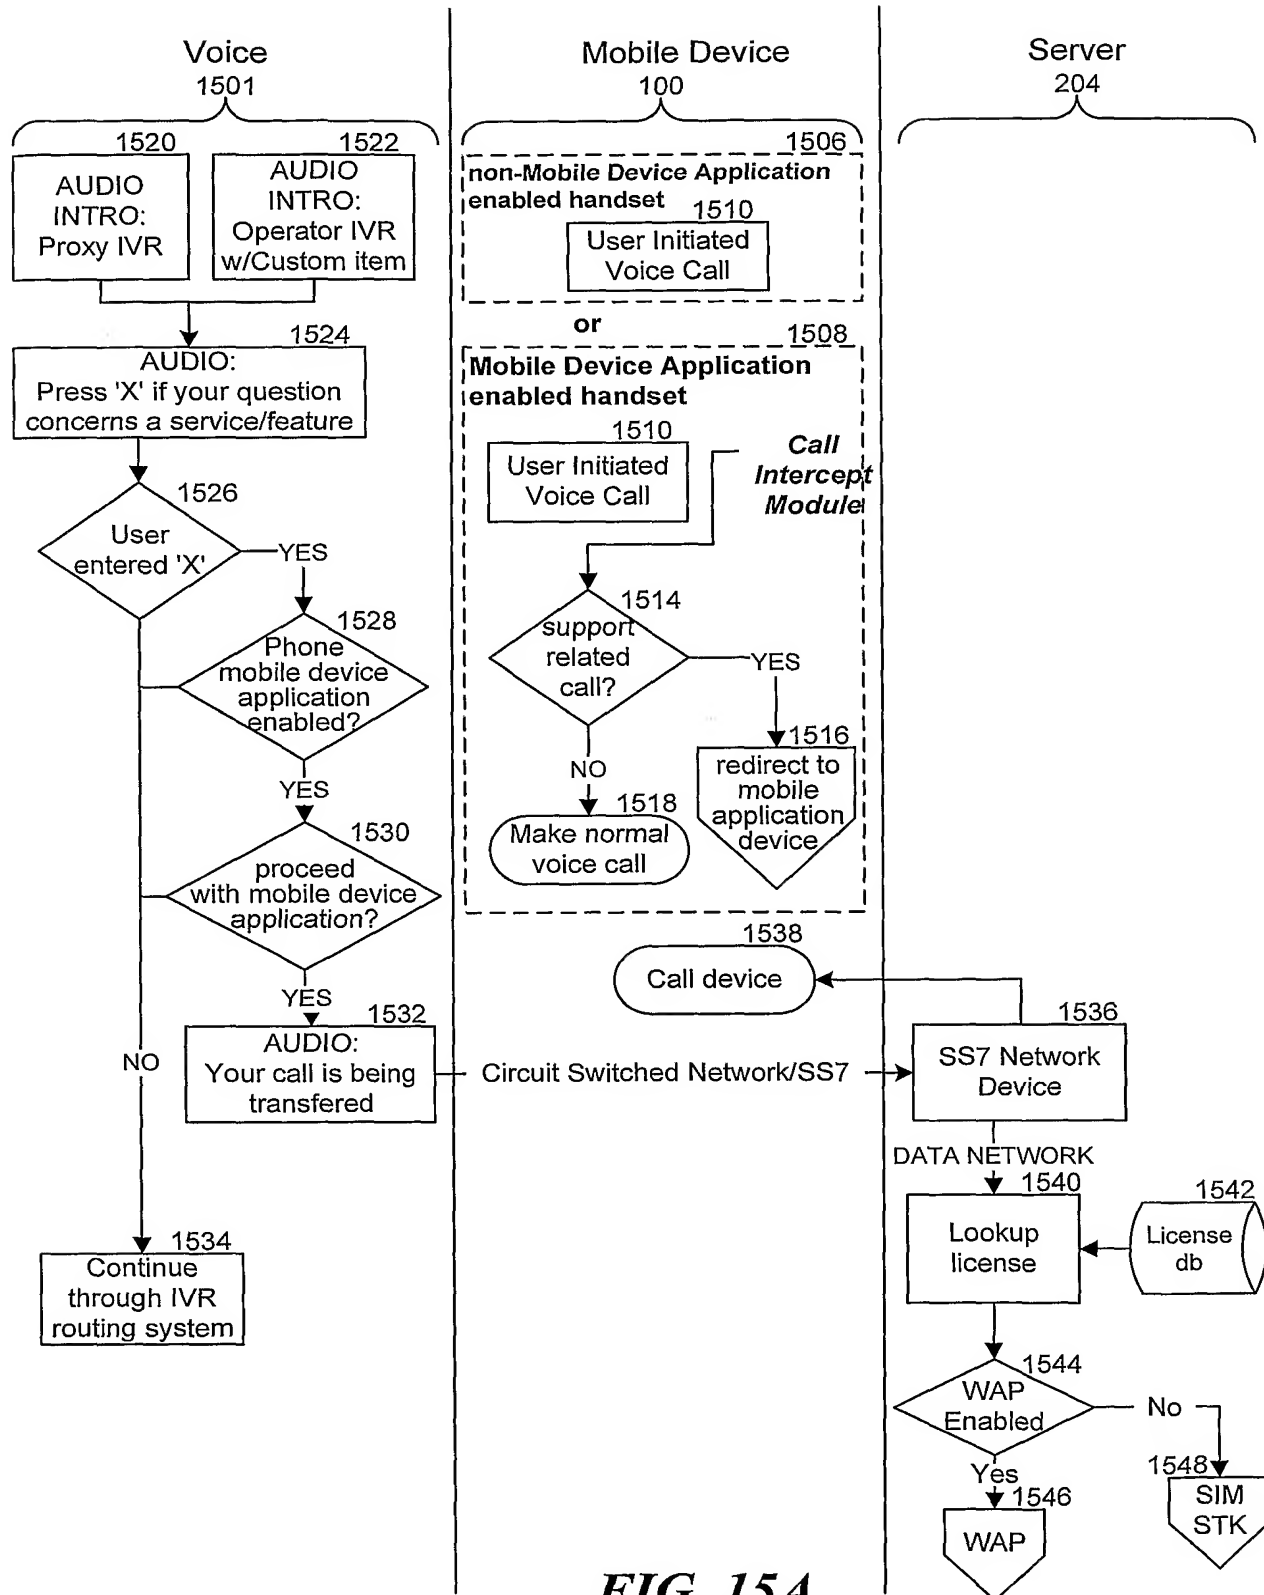 Voice
1501
1520
AUDIO
INTRO:
Proxy IVR
1522
AUDIO
INTRO:
Operator IVR
w/Custom item
1524
AUDIO:
Press 'X' if your question
concerns a service/feature
1526
User
entered 'X'
YES
1528
Phone
mobile device
application
enabled?
YES
1530
proceed
with mobile device
application?
YES
1532
AUDIO:
Your call is being
transfered
NO
1534
Continue
through IVR
routing system
Mobile Device
100
1506
non-Mobile Device Application
enabled handset
1510
User Initiated
Voice Call
or
1508
Mobile Device Application
enabled handset
1510
User Initiated
Voice Call
Call
Intercept
Module
1514
support
related
call?
YES
NO
1516
redirect to
mobile
application
device
1518
Make normal
voice call
1538
Call device
Circuit Switched Network/SS7
Server
204
1536
SS7 Network
Device
DATA NETWORK
1540
Lookup
license
1542
License
db
1544
WAP
Enabled
No
Yes
1546
WAP
1548
SIM
STK
FIG. 15A